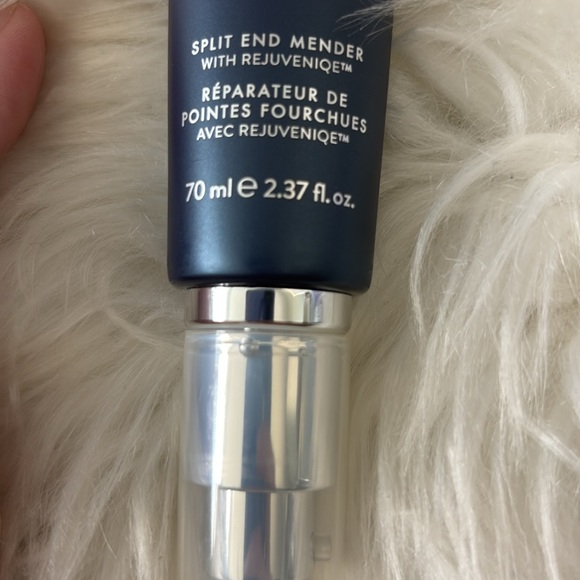 SPLIT END MENDER
WITH REJUVENIQE™
RÉPARATEUR DE
POINTES FOURCHUES
AVEC REJUVENIQE™
70 ml ℮ 2.37 fl. oz.